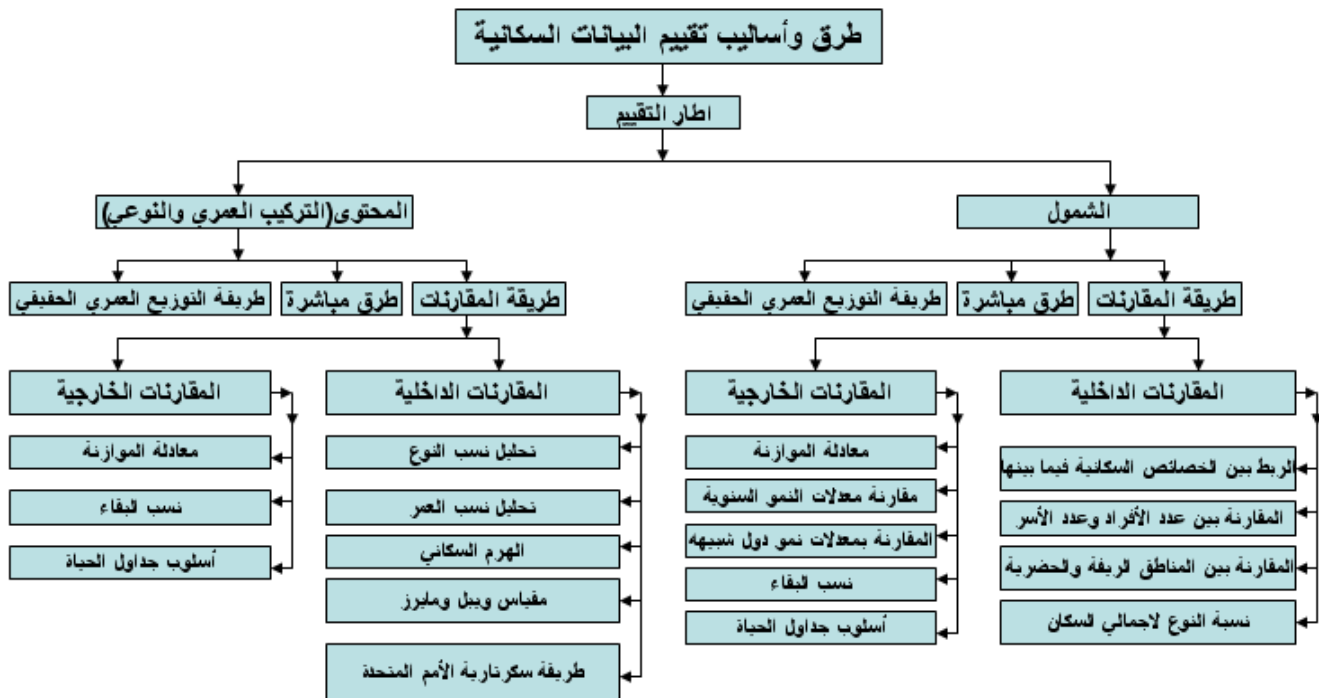 طرق وأساليب تقييم البيانات السكانية
اطار التقييم
الشمول
المحتوى(التركيب العمري والنوعي)
طريقة المقارنات
طرق مباشرة
طريقة التوزيع العمري الحقيقي
طريقة المقارنات
طرق مباشرة
طريقة التوزيع العمري الحقيقي
المقارنات الداخلية
المقارنات الخارجية
المقارنات الداخلية
المقارنات الخارجية
الربط بين الخصائص السكانية فيما بينها
المقارنة بين عدد الأفراد وعدد الأسر
المقارنة بين المناطق الريفة والحضرية
نسبة النوع لاجمالي السكان
معادلة الموازنة
مقارنة معدلات النمو السنوية
المقارنة بمعدلات نمو دول شبيهه
نسب البقاء
أسلوب جداول الحياة
تحليل نسب النوع
تحليل نسب العمر
الهرم السكاني
مقياس ويبل ومايرز
طريقة سكرتارية الأمم المتحدة
معادلة الموازنة
نسب البقاء
أسلوب جداول الحياة